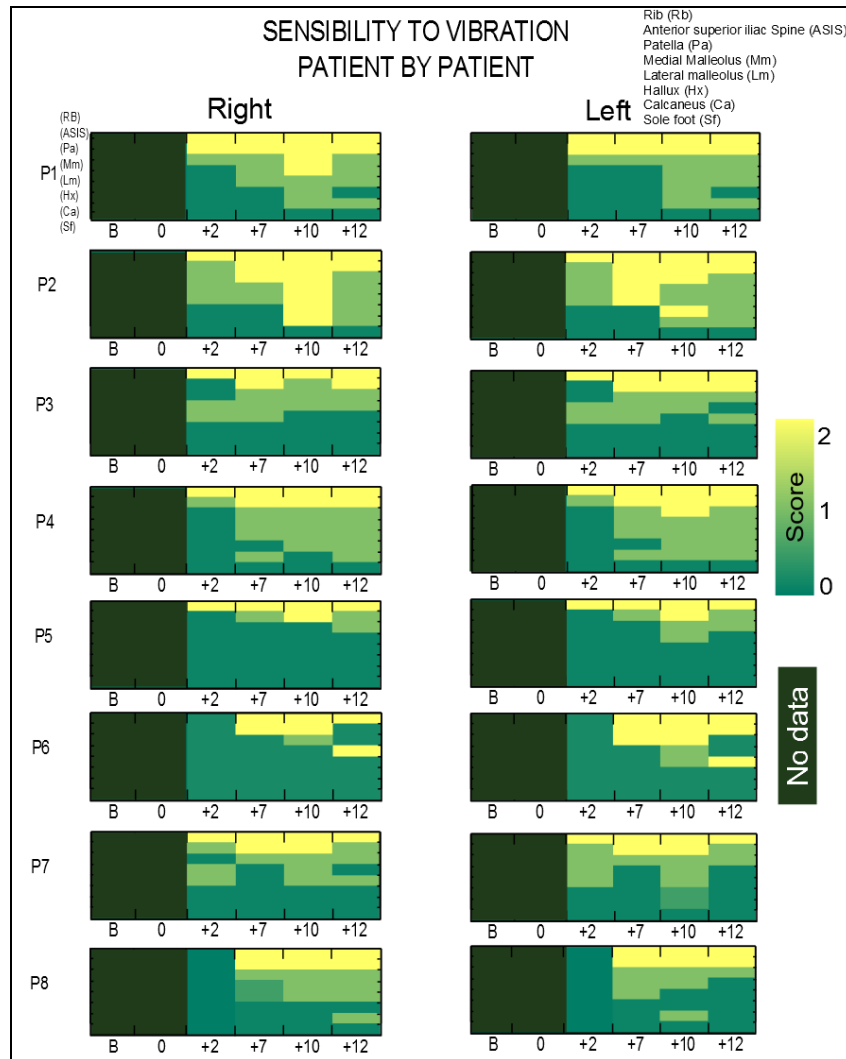 SENSIBILITY TO VIBRATION
PATIENT BY PATIENT
Rib (Rb)
Anterior superior iliac Spine (ASIS)
Patella (Pa)
Medial Malleolus (Mm)
Lateral malleolus (Lm)
Hallux (Hx)
Calcaneus (Ca)
Sole foot (Sf)
Right
Left
(RB)
(ASIS)
(Pa)
(Mm)
(Lm)
(Hx)
(Ca)
(Sf)
P1
B 0 +2 +7 +10 +12
B 0 +2 +7 +10 +12
P2
B 0 +2 +7 +10 +12
B 0 +2 +7 +10 +12
P3
B 0 +2 +7 +10 +12
B 0 +2 +7 +10 +12
P4
B 0 +2 +7 +10 +12
B 0 +2 +7 +10 +12
P5
B 0 +2 +7 +10 +12
B 0 +2 +7 +10 +12
P6
B 0 +2 +7 +10 +12
B 0 +2 +7 +10 +12
P7
B 0 +2 +7 +10 +12
B 0 +2 +7 +10 +12
P8
B 0 +2 +7 +10 +12
B 0 +2 +7 +10 +12
Score
2
1
0
No data